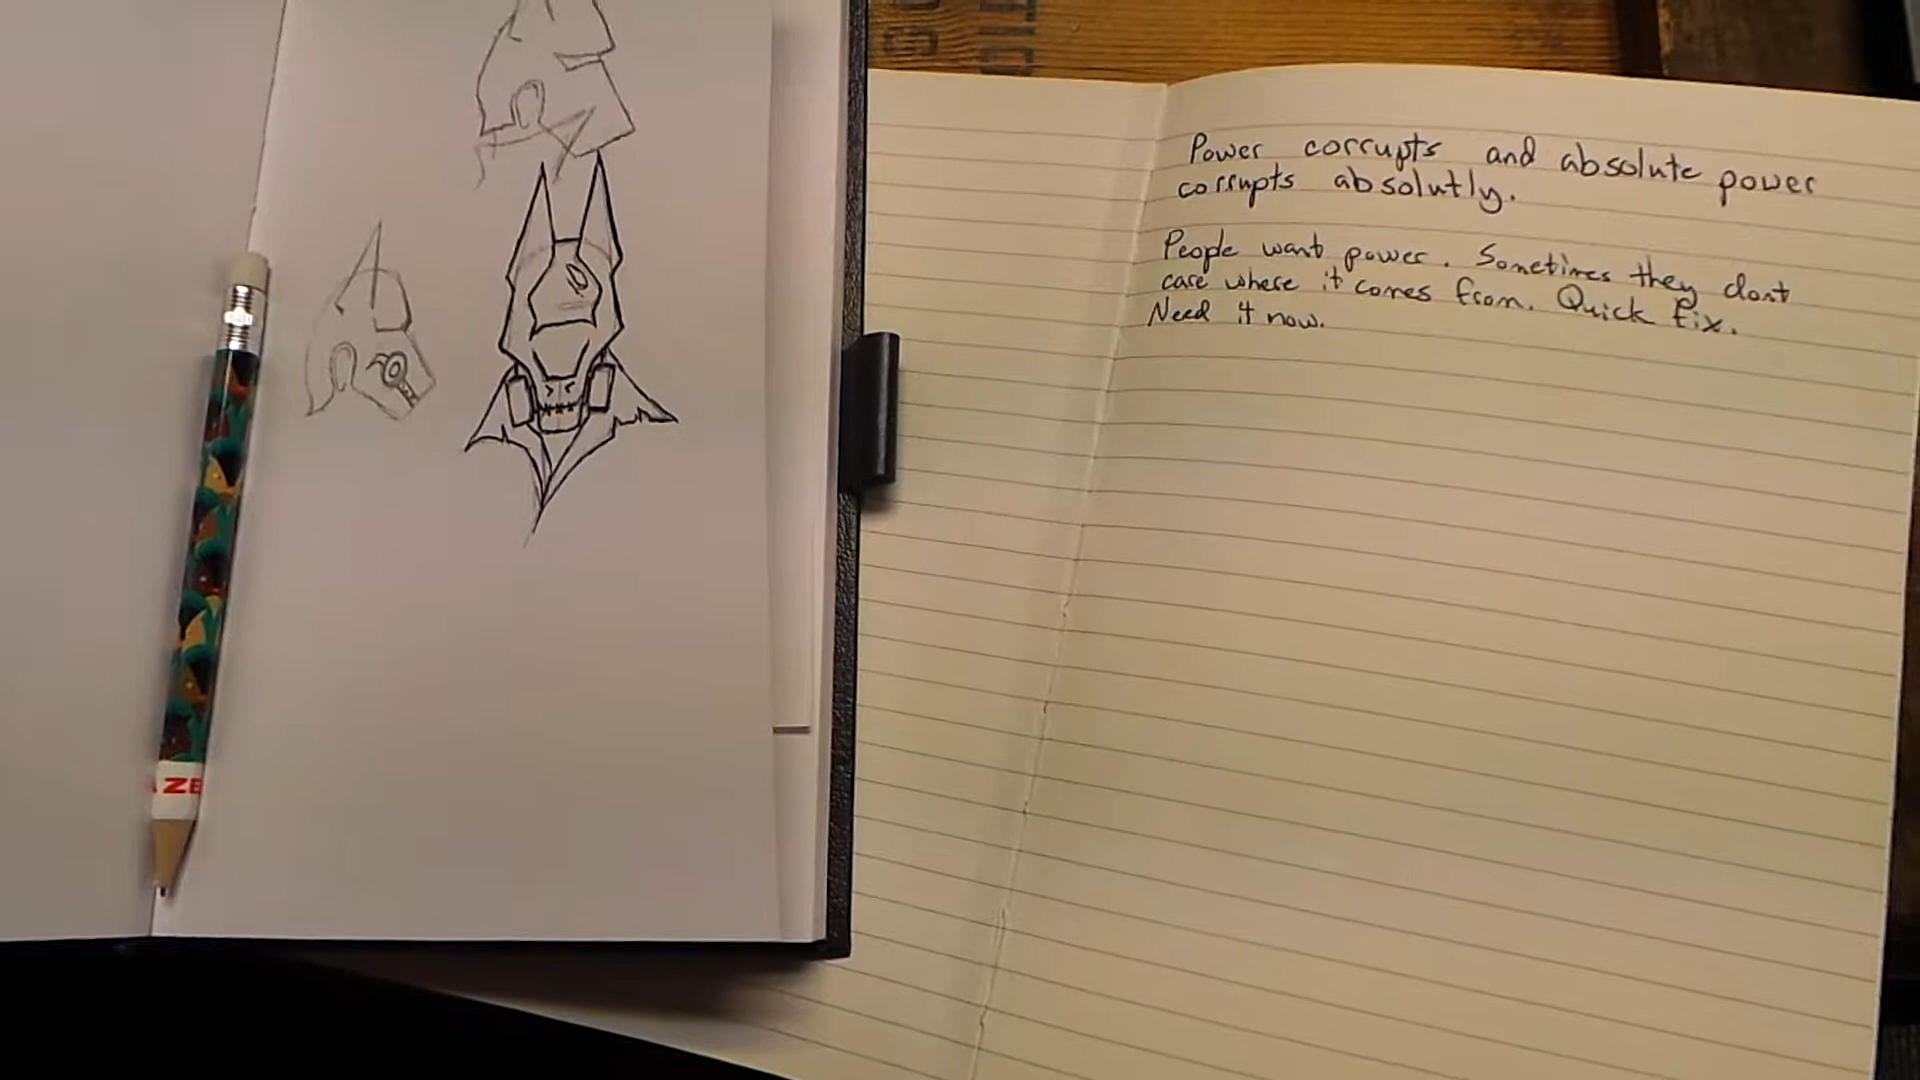 Power corrupts and absolute power
corrupts absolutly.
People want power. Sometimes they dont
care where it comes from. Quick fix.
Need it now.
ZE